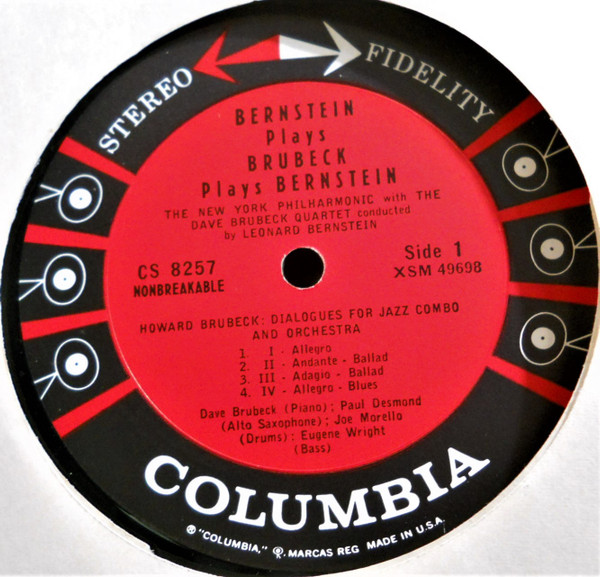 STEREO FIDELITY
BERNSTEIN
Plays
BRUBECK
Plays BERNSTEIN
THE NEW YORK PHILHARMONIC with THE
DAVE BRUBECK QUARTET conducted
by LEONARD BERNSTEIN
CS 8257
NONBREAKABLE
Side 1
XSM 49698
HOWARD BRUBECK: DIALOGUES FOR JAZZ COMBO
AND ORCHESTRA
1. I - Allegro
2. II - Andante - Ballad
3. III - Adagio - Ballad
4. IV - Allegro - Blues
Dave Brubeck (Piano); Paul Desmond
(Alto Saxophone); Joe Morello
(Drums); Eugene Wright
(Bass)
COLUMBIA
® "COLUMBIA," ®. MARCAS REG MADE IN U.S.A.